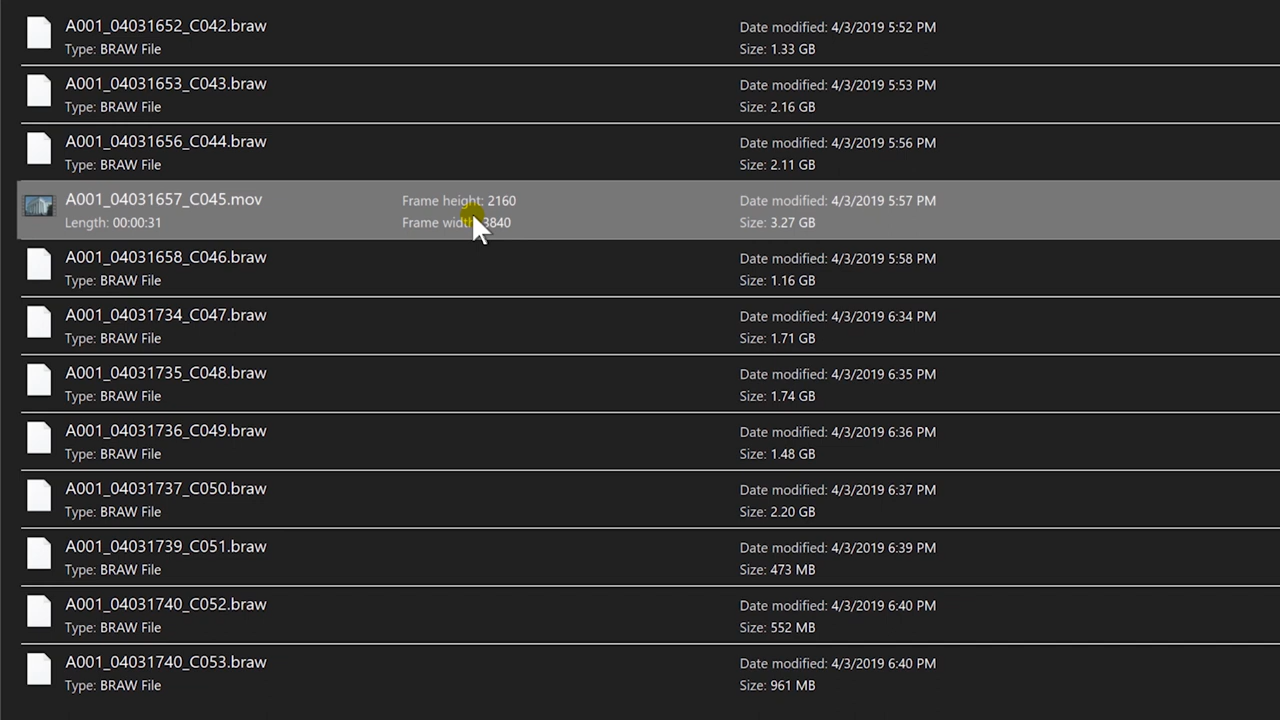 A001_04031652_C042.braw
Date modified: 4/3/2019 5:52 PM
Type: BRAW File
Size: 1.33 GB
A001_04031653_C043.braw
Date modified: 4/3/2019 5:53 PM
Type: BRAW File
Size: 2.16 GB
A001_04031656_C044.braw
Date modified: 4/3/2019 5:56 PM
Type: BRAW File
Size: 2.11 GB
A001_04031657_C045.mov
Frame height: 2160
Date modified: 4/3/2019 5:57 PM
Length: 00:00:31
Frame width: 3840
Size: 3.27 GB
A001_04031658_C046.braw
Date modified: 4/3/2019 5:58 PM
Type: BRAW File
Size: 1.16 GB
A001_04031734_C047.braw
Date modified: 4/3/2019 6:34 PM
Type: BRAW File
Size: 1.71 GB
A001_04031735_C048.braw
Date modified: 4/3/2019 6:35 PM
Type: BRAW File
Size: 1.74 GB
A001_04031736_C049.braw
Date modified: 4/3/2019 6:36 PM
Type: BRAW File
Size: 1.48 GB
A001_04031737_C050.braw
Date modified: 4/3/2019 6:37 PM
Type: BRAW File
Size: 2.20 GB
A001_04031739_C051.braw
Date modified: 4/3/2019 6:39 PM
Type: BRAW File
Size: 473 MB
A001_04031740_C052.braw
Date modified: 4/3/2019 6:40 PM
Type: BRAW File
Size: 552 MB
A001_04031740_C053.braw
Date modified: 4/3/2019 6:40 PM
Type: BRAW File
Size: 961 MB